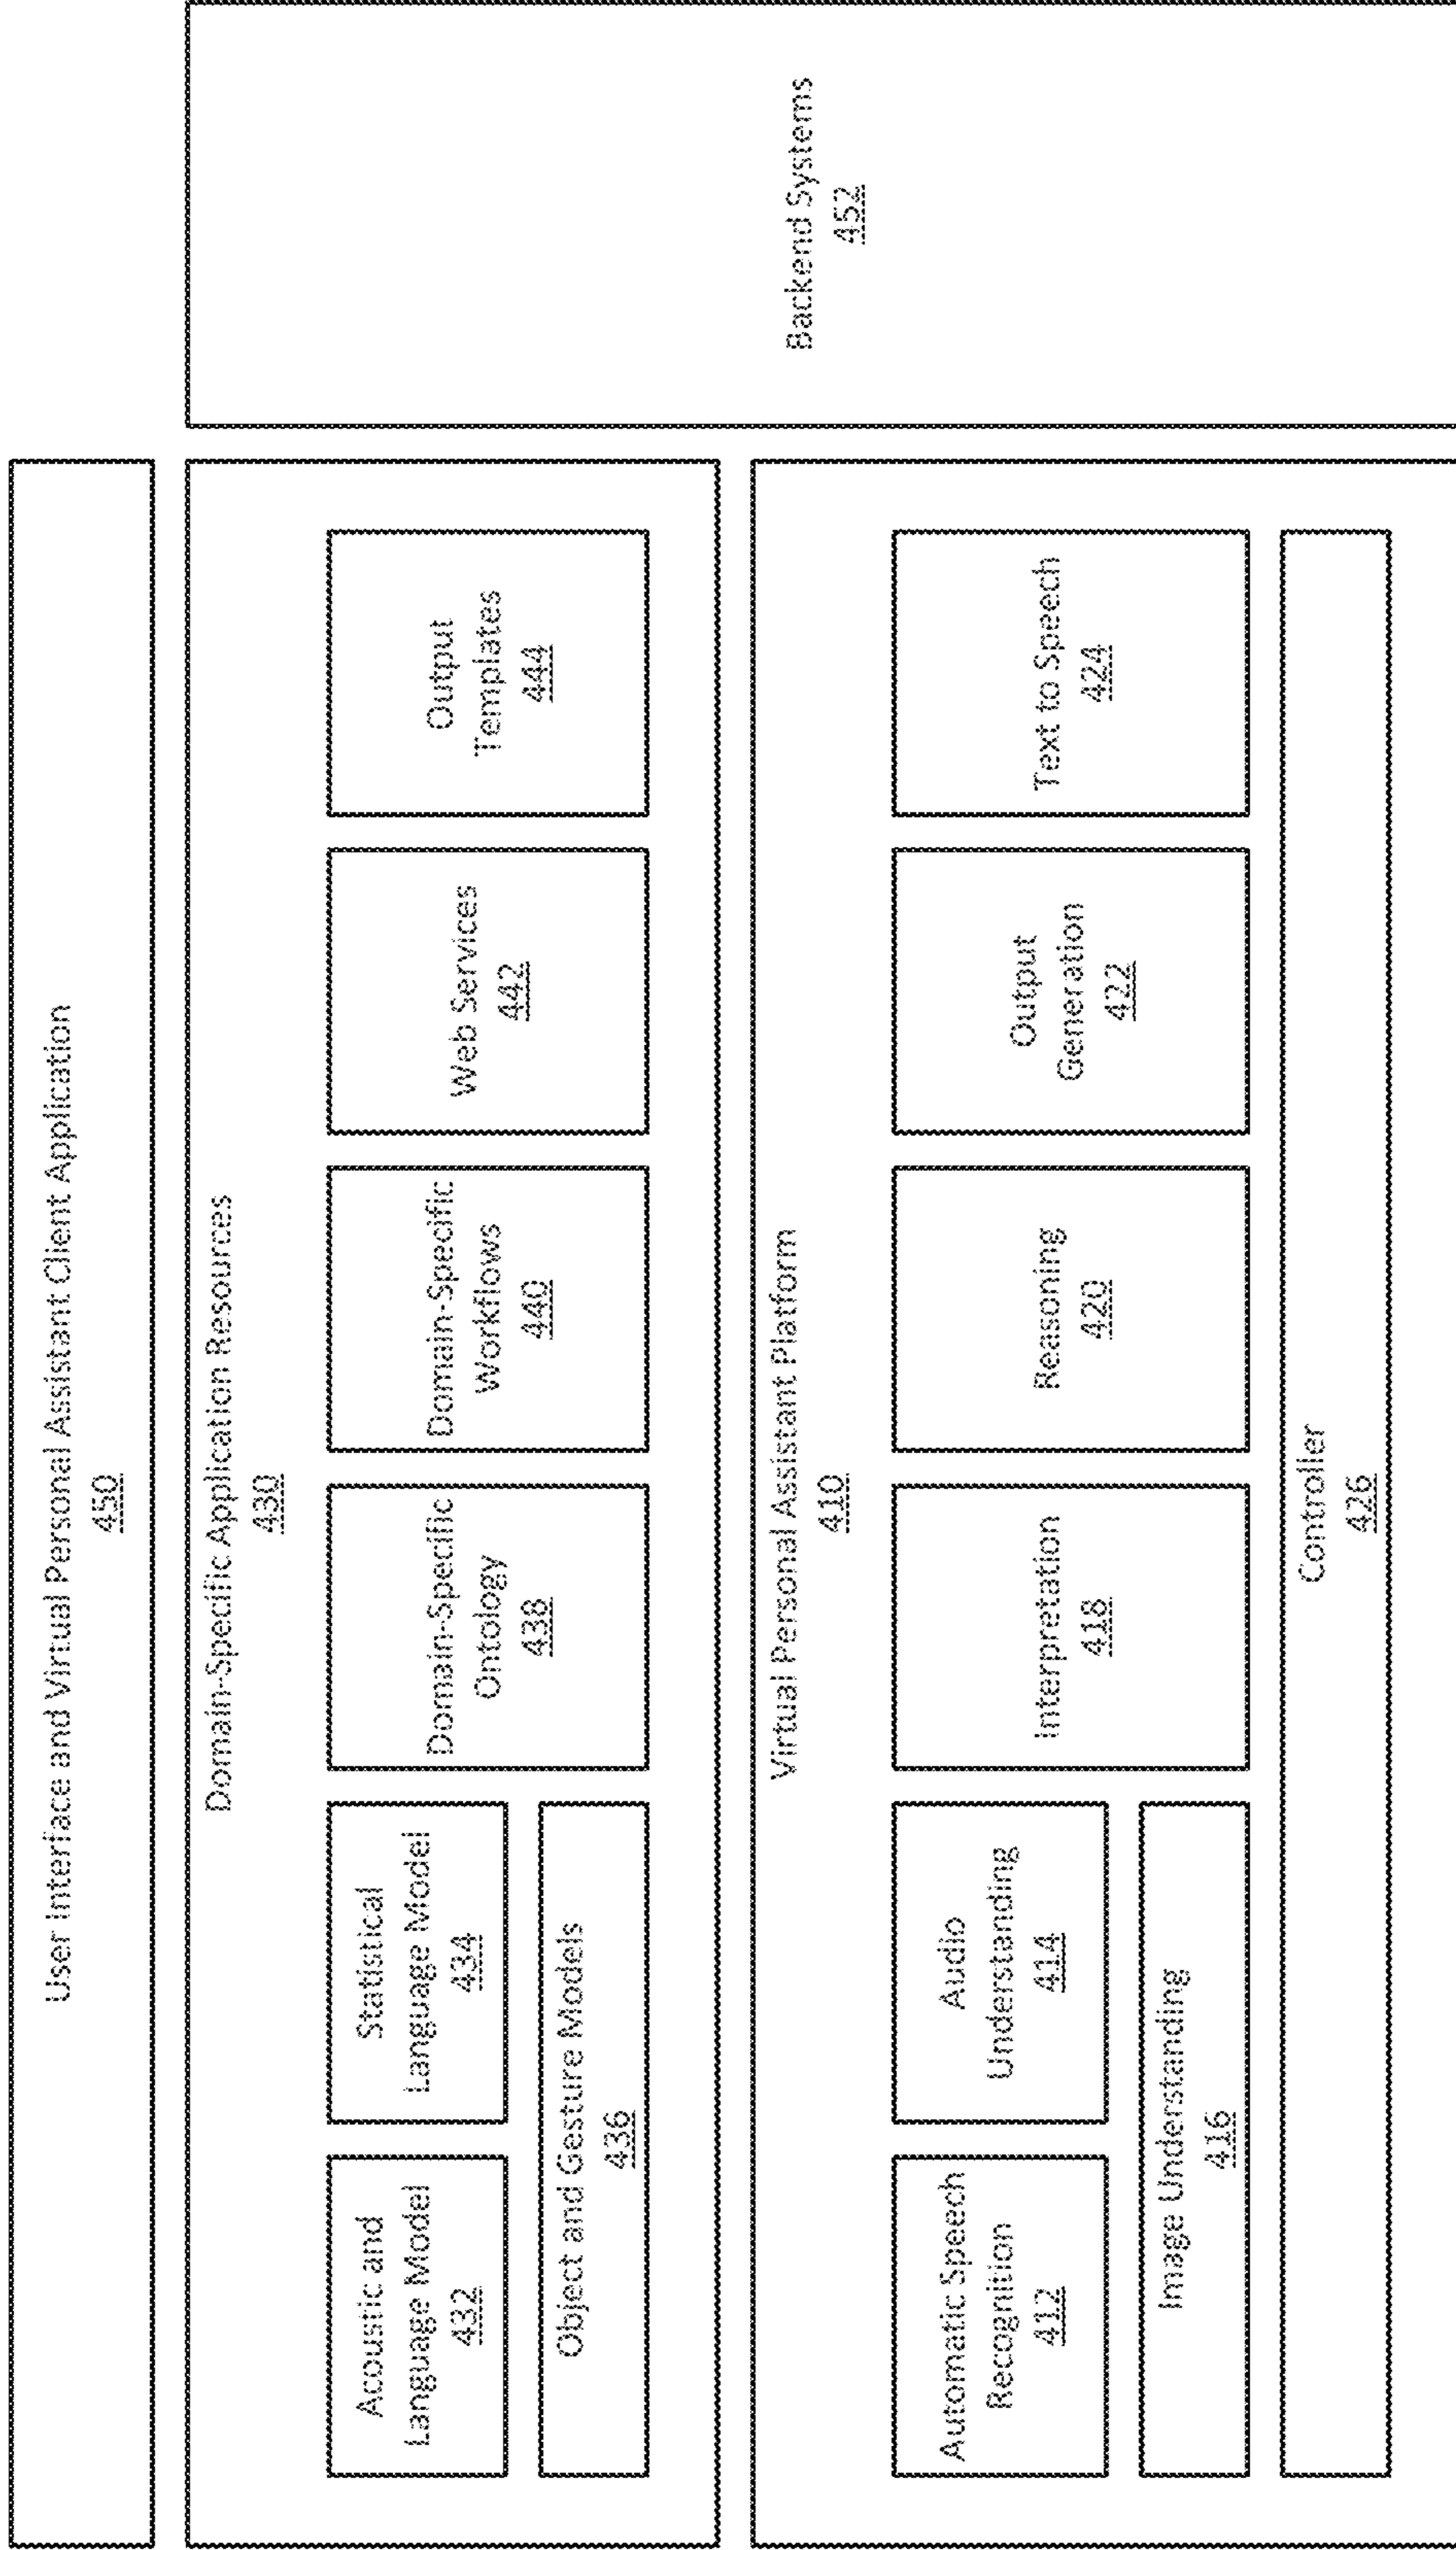 User Interface and Virtual Personal Assistant Client Application
450
Domain-Specific Application Resources
430
Acoustic and
Language Model
432
Statistical
Language Model
434
Object and Gesture Models
436
Domain-Specific
Ontology
438
Domain-Specific
Workflows
440
Web Services
442
Output
Templates
444
Virtual Personal Assistant Platform
410
Automatic Speech
Recognition
412
Audio
Understanding
414
Image Understanding
416
Interpretation
418
Reasoning
420
Output
Generation
422
Text to Speech
424
Controller
426
Backend Systems
452